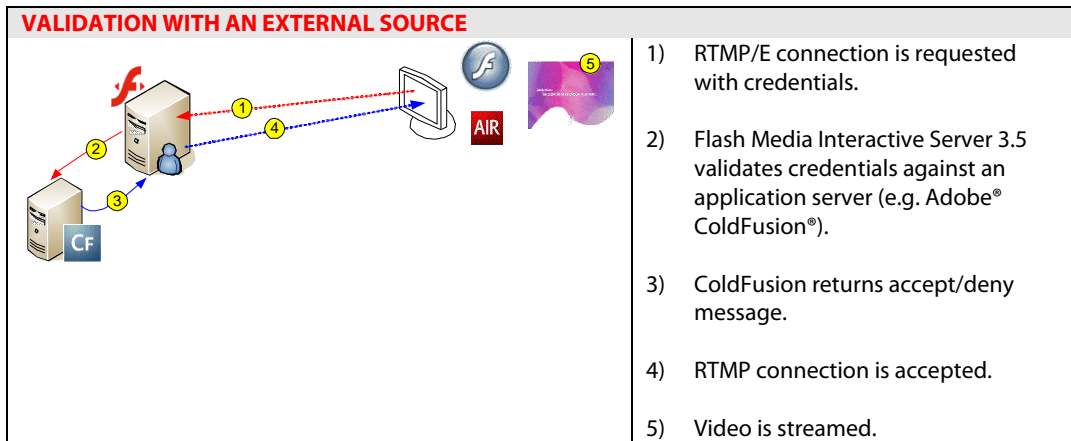 VALIDATION WITH AN EXTERNAL SOURCE
1
2
3
4
5
AIR
CF
1) RTMP/E connection is requested
with credentials.
2) Flash Media Interactive Server 3.5
validates credentials against an
application server (e.g. Adobe®
ColdFusion®).
3) ColdFusion returns accept/deny
message.
4) RTMP connection is accepted.
5) Video is streamed.